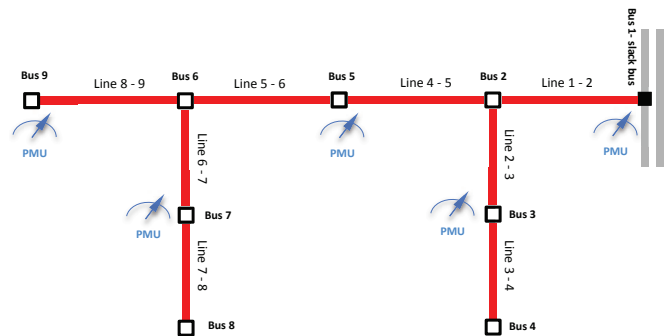 Bus 1- slack bus
Bus 9
Line 8 - 9
Bus 6
Line 5 - 6
Bus 5
Line 4 - 5
Bus 2
Line 1 - 2
PMU
PMU
PMU
Line 6 - 7
Line 2 - 3
PMU
Bus 7
PMU
Bus 3
Line 7 - 8
Line 3 - 4
Bus 8
Bus 4